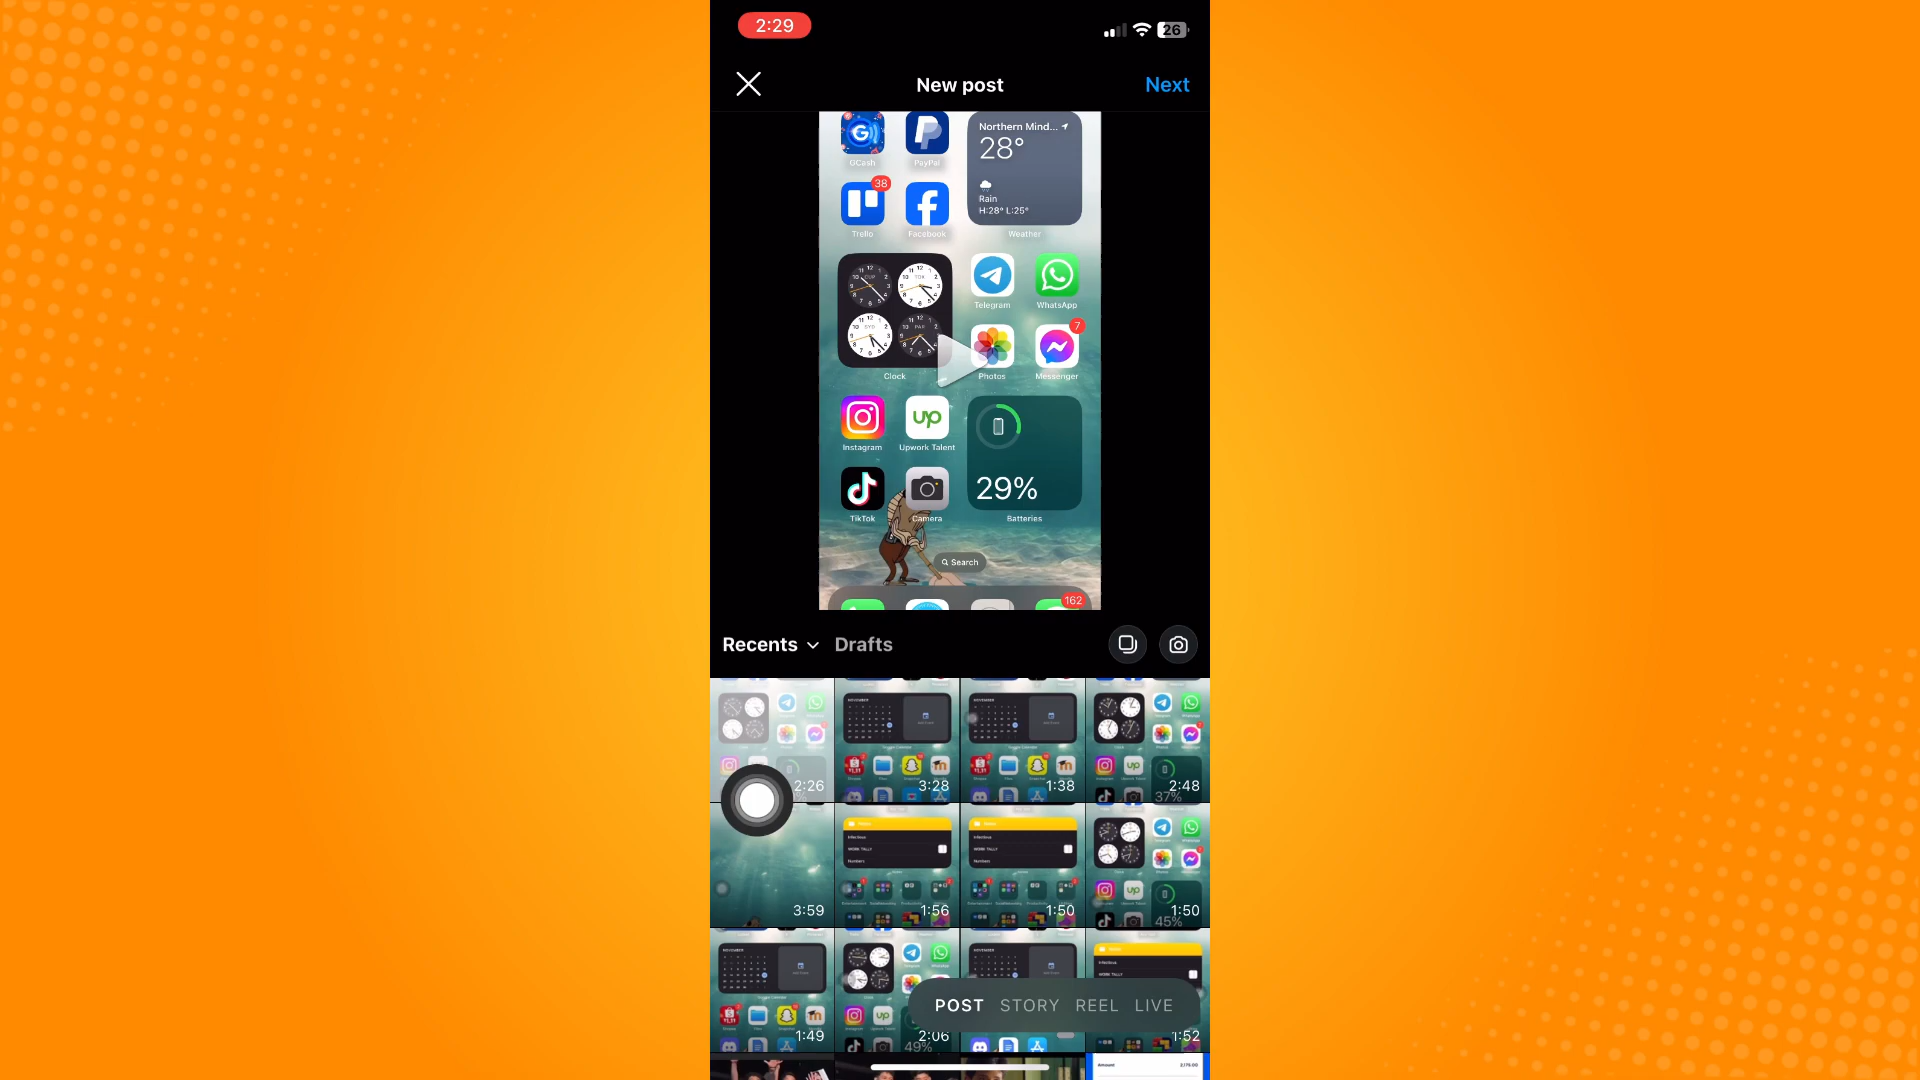 2:29
26
New post
Next
GCash
PayPal
Northern Mind...
28°
Rain
H:28° L:25°
Weather
38
Trello
Facebook
Clock
Telegram
WhatsApp
7
Photos
Messenger
Instagram
Upwork Talent
29%
Batteries
TikTok
Camera
Search
162
Recents
Drafts
2:26
3:28
1:38
2:48
37%
3:59
1:56
1:50
1:50
45%
1:49
2:06
1:52
49%
POST STORY REEL LIVE
Amount